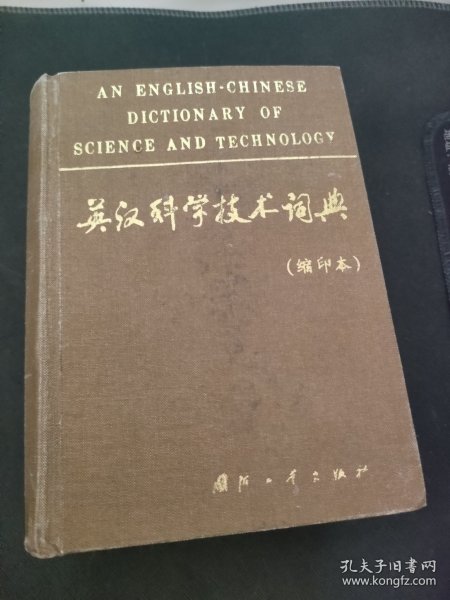 AN ENGLISH-CHINESE
DICTIONARY OF
SCIENCE AND TECHNOLOGY
英汉科学技术词典
(缩印本)
国防工业出版社
孔夫子旧书网
www.kongfz.com